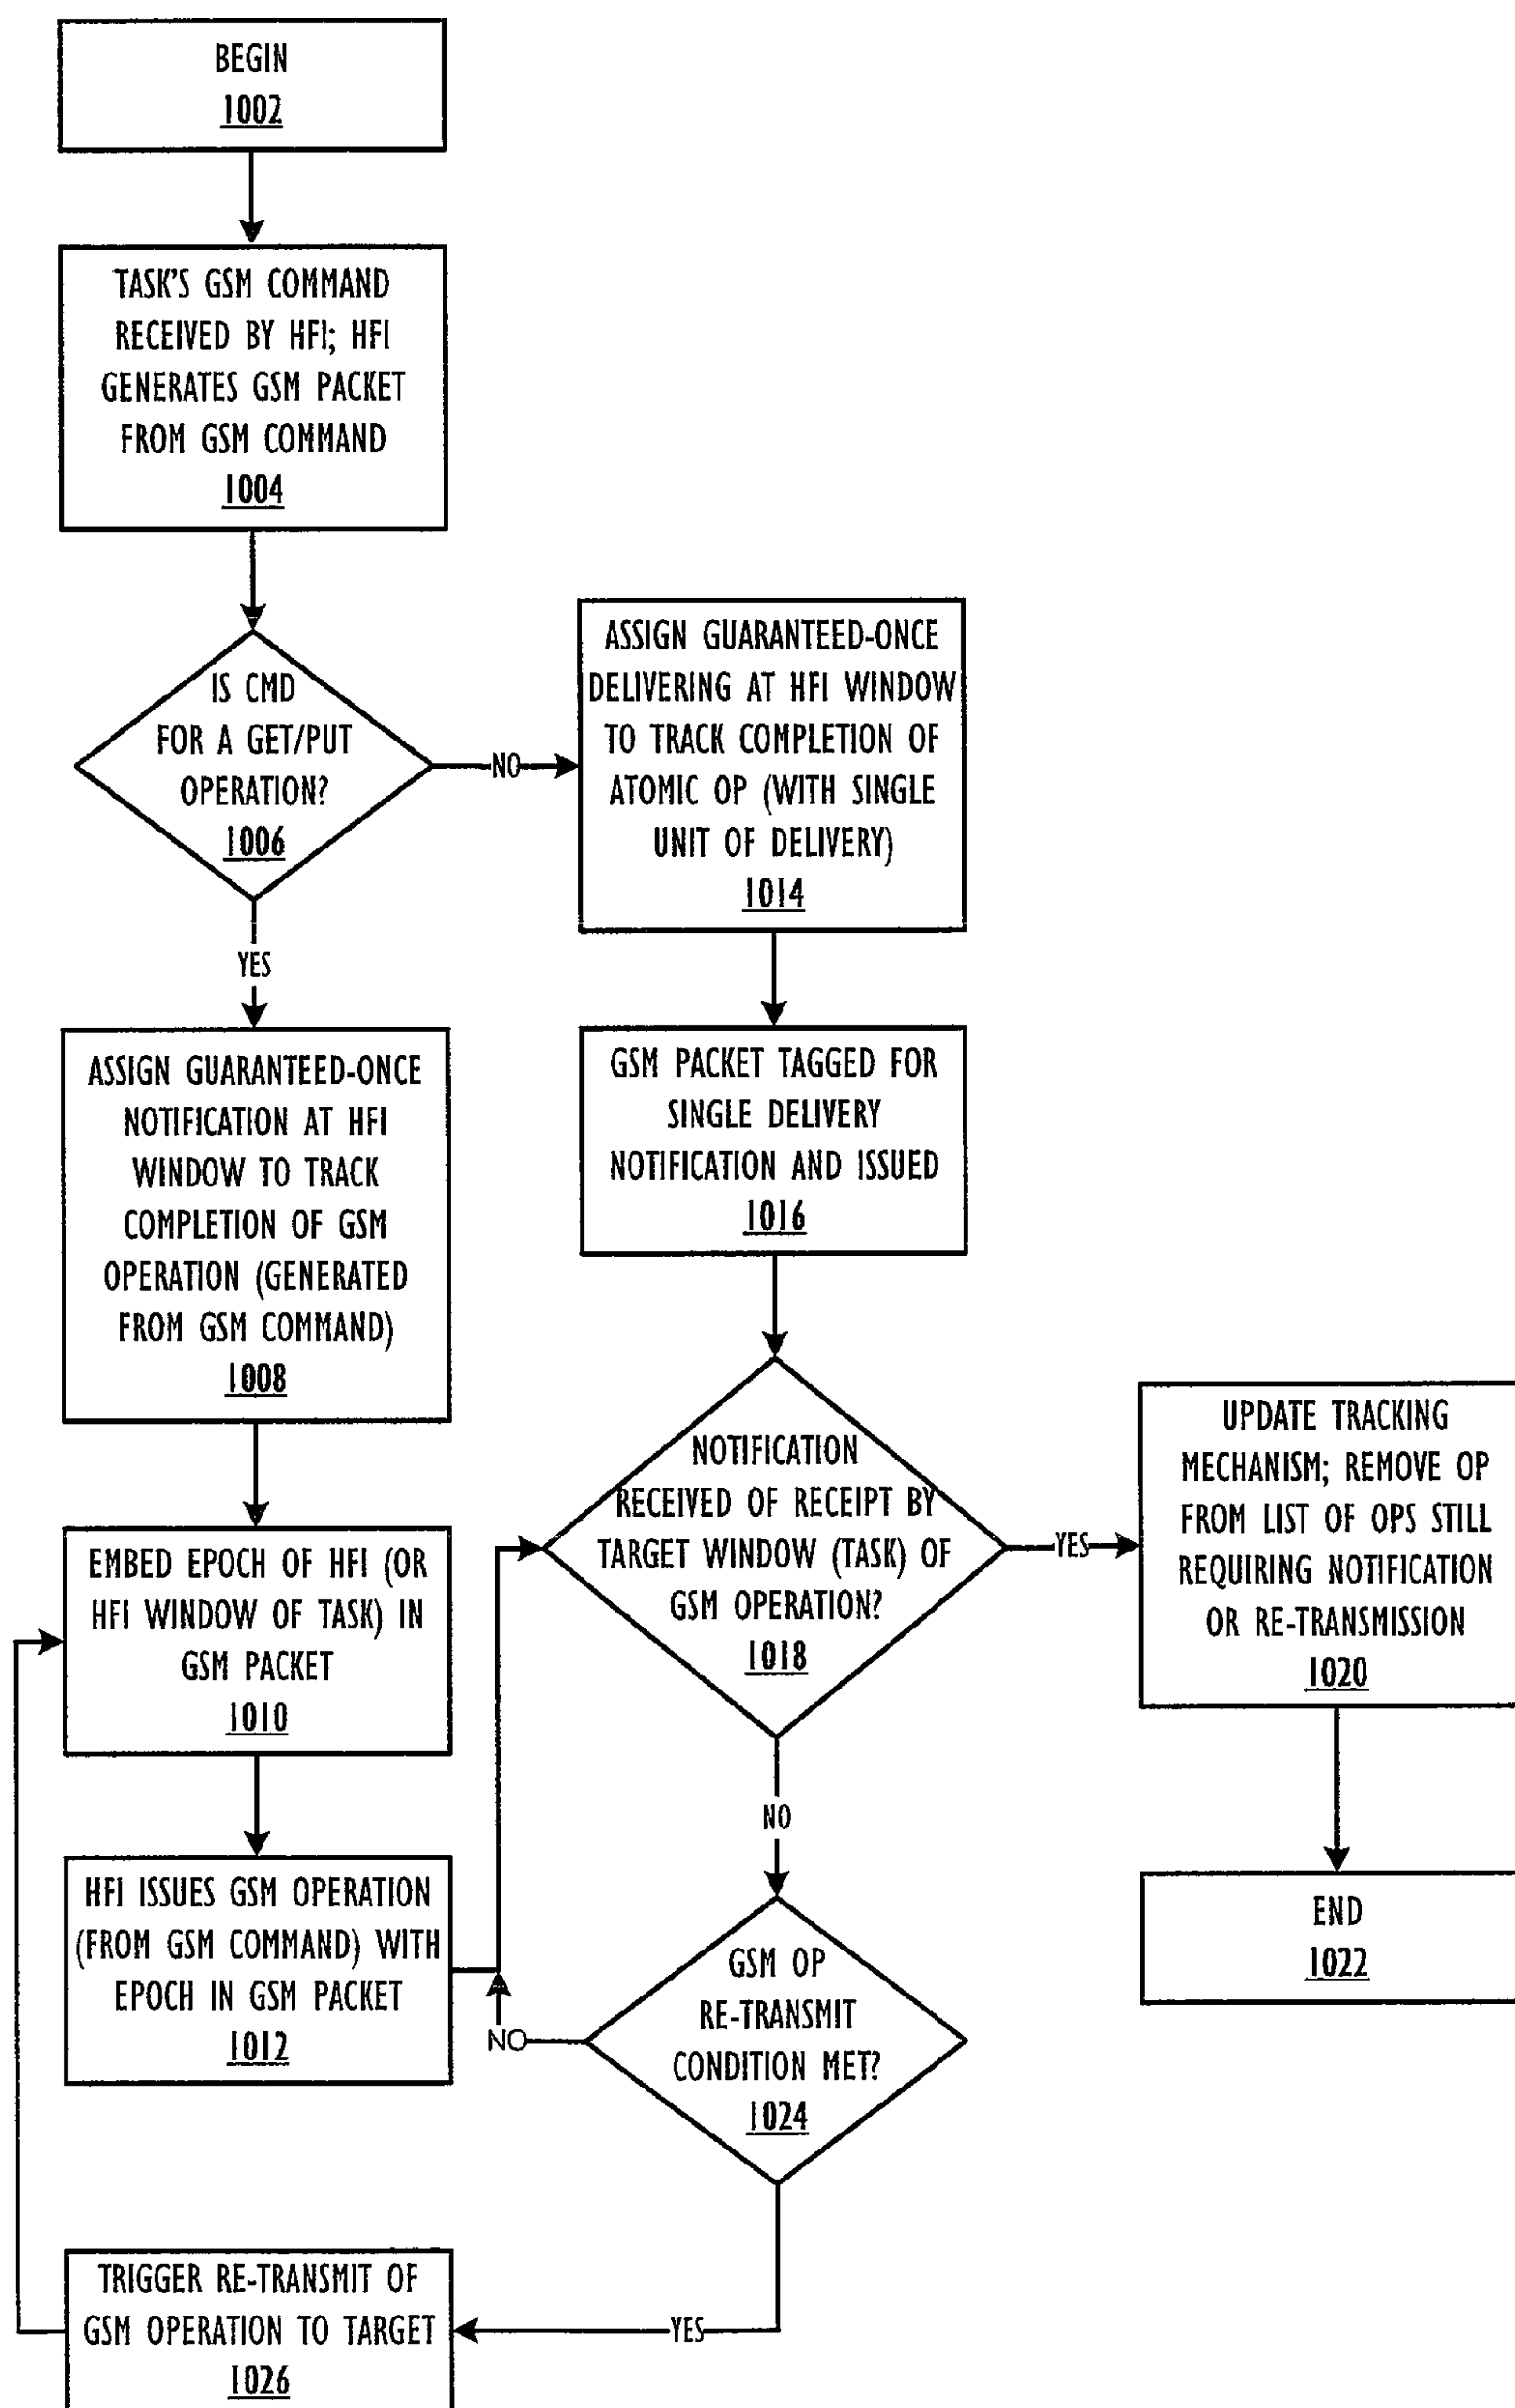 BEGIN
1002
TASK'S GSM COMMAND
RECEIVED BY HFI; HFI
GENERATES GSM PACKET
FROM GSM COMMAND
1004
IS CMD
FOR A GET/PUT
OPERATION?
1006
NO
YES
ASSIGN GUARANTEED-ONCE
DELIVERING AT HFI WINDOW
TO TRACK COMPLETION OF
ATOMIC OP (WITH SINGLE
UNIT OF DELIVERY)
1014
ASSIGN GUARANTEED-ONCE
NOTIFICATION AT HFI
WINDOW TO TRACK
COMPLETION OF GSM
OPERATION (GENERATED
FROM GSM COMMAND)
1008
GSM PACKET TAGGED FOR
SINGLE DELIVERY
NOTIFICATION AND ISSUED
1016
EMBED EPOCH OF HFI (OR
HFI WINDOW OF TASK) IN
GSM PACKET
1010
NOTIFICATION
RECEIVED OF RECEIPT BY
TARGET WINDOW (TASK) OF
GSM OPERATION?
1018
YES
UPDATE TRACKING
MECHANISM; REMOVE OP
FROM LIST OF OPS STILL
REQUIRING NOTIFICATION
OR RE-TRANSMISSION
1020
NO
HFI ISSUES GSM OPERATION
(FROM GSM COMMAND) WITH
EPOCH IN GSM PACKET
1012
GSM OP
RE-TRANSMIT
CONDITION MET?
1024
NO
END
1022
YES
TRIGGER RE-TRANSMIT OF
GSM OPERATION TO TARGET
1026